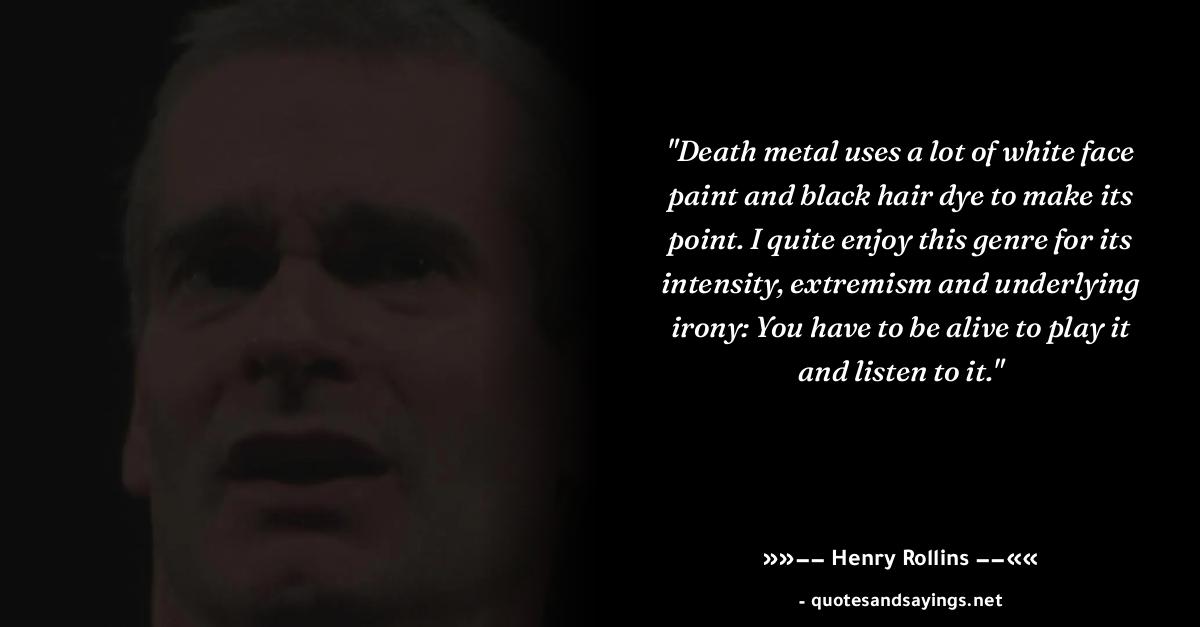 "Death metal uses a lot of white face
paint and black hair dye to make its
point. I quite enjoy this genre for its
intensity, extremism and underlying
irony: You have to be alive to play it
and listen to it."
»»—— Henry Rollins ——««
- quotesandsayings.net